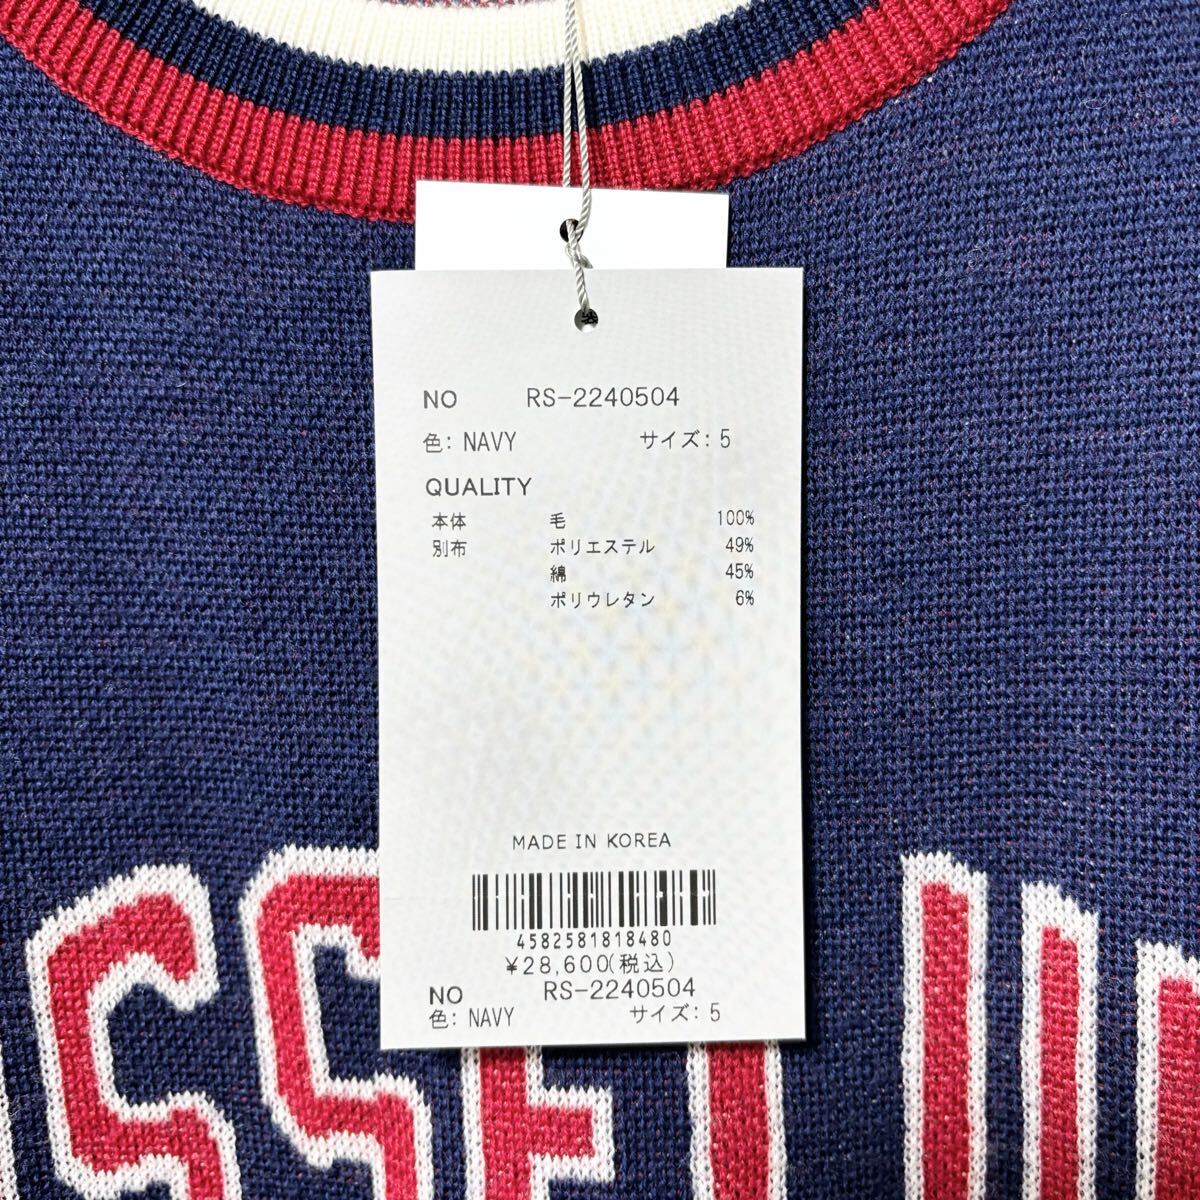 NO RS-2240504
色: NAVY サイズ: 5
QUALITY
本体 毛 100%
別布 ポリエステル 49%
綿 45%
ポリウレタン 6%
MADE IN KOREA
4582581818480
¥28,600(税込)
NO RS-2240504
色: NAVY サイズ: 5